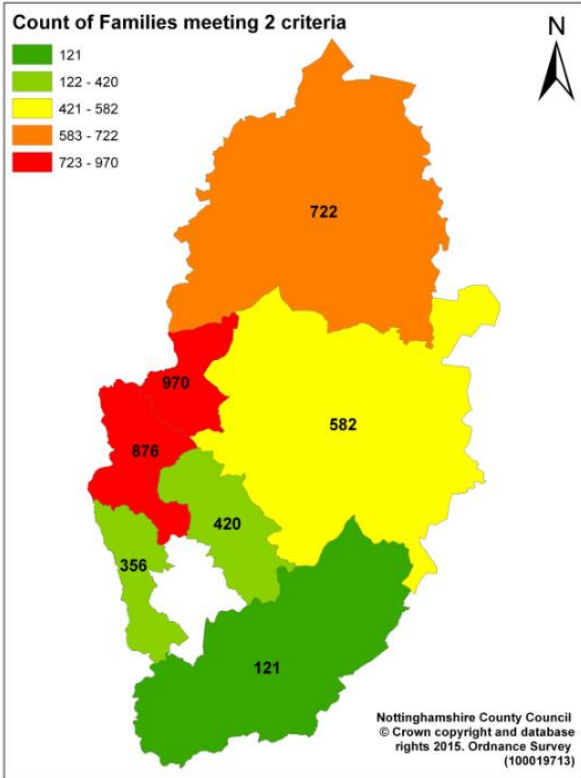 Count of Families meeting 2 criteria
N
121
122 - 420
421 - 582
583 - 722
723 - 970
722
970
582
876
420
356
121
Nottinghamshire County Council
© Crown copyright and database
rights 2015. Ordnance Survey
(100019713)